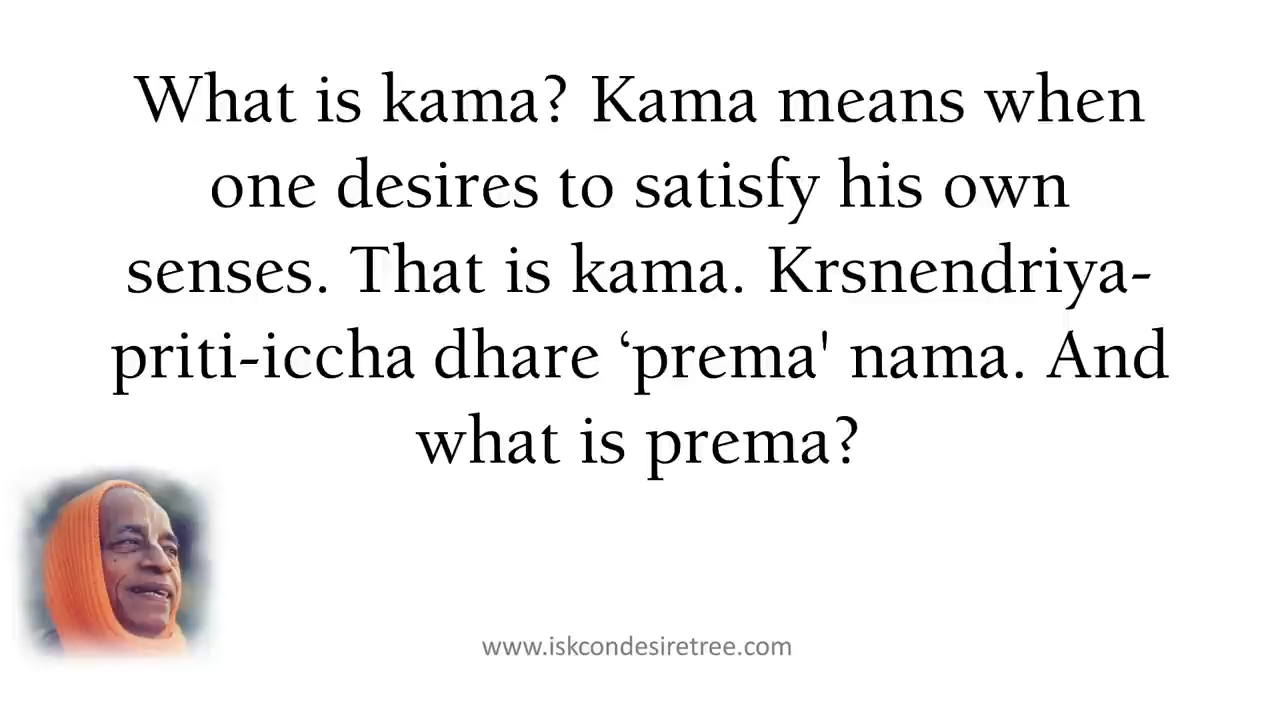 What is kama? Kama means when
one desires to satisfy his own
senses. That is kama. Krsnendriya-
priti-iccha dhare ‘prema' nama. And
what is prema?
www.iskcondesiretree.com